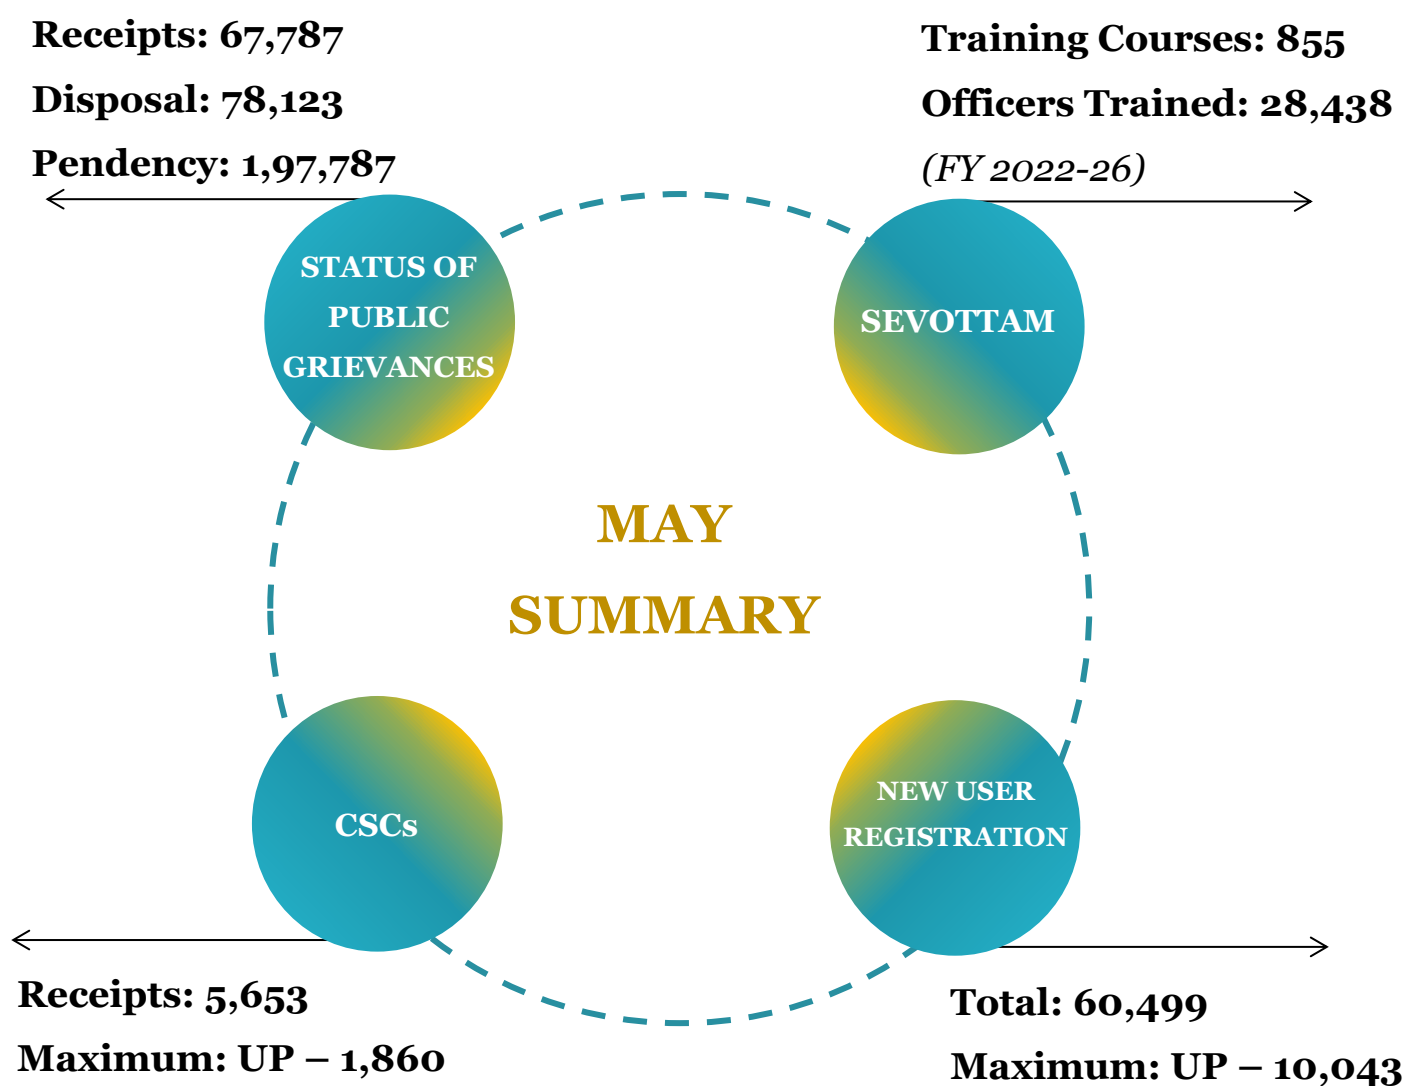 Receipts: 67,787
Disposal: 78,123
Pendency: 1,97,787
Training Courses: 855
Officers Trained: 28,438
(FY 2022-26)
STATUS OF
PUBLIC
GRIEVANCES
SEVOTTAM
MAY
SUMMARY
CSCs
NEW USER
REGISTRATION
Receipts: 5,653
Maximum: UP – 1,860
Total: 60,499
Maximum: UP – 10,043